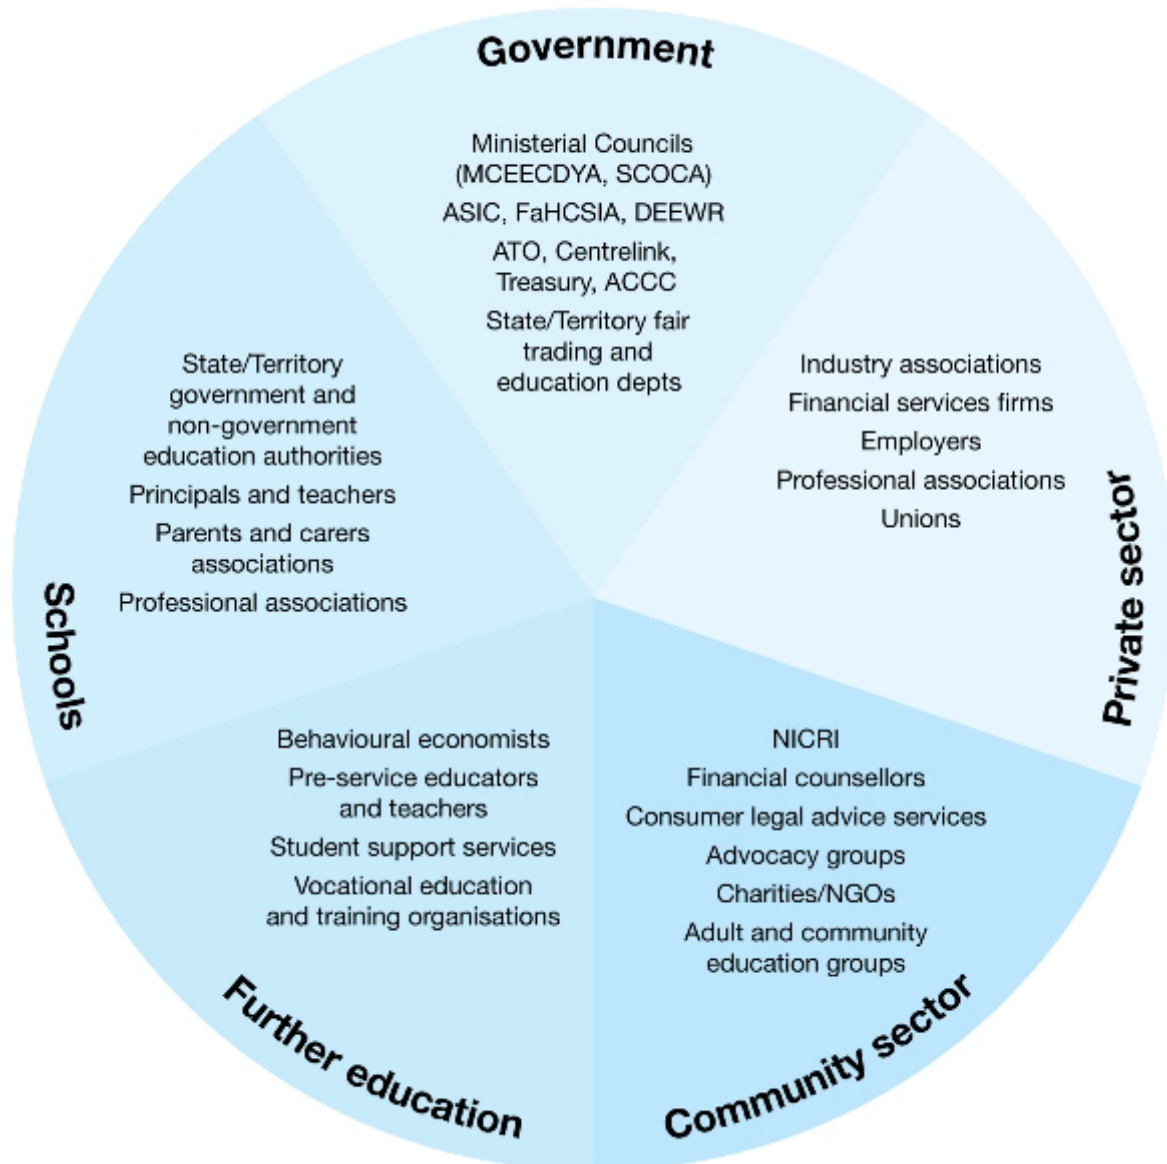 Government
Ministerial Councils
(MCEECDYA, SCOCA)
ASIC, FaHCSIA, DEEWR
ATO, Centrelink,
Treasury, ACCC
State/Territory fair
trading and
education depts
Private sector
Industry associations
Financial services firms
Employers
Professional associations
Unions
Community sector
NICRI
Financial counsellors
Consumer legal advice services
Advocacy groups
Charities/NGOs
Adult and community
education groups
Further education
Behavioural economists
Pre-service educators
and teachers
Student support services
Vocational education
and training organisations
Schools
State/Territory
government and
non-government
education authorities
Principals and teachers
Parents and carers
associations
Professional associations